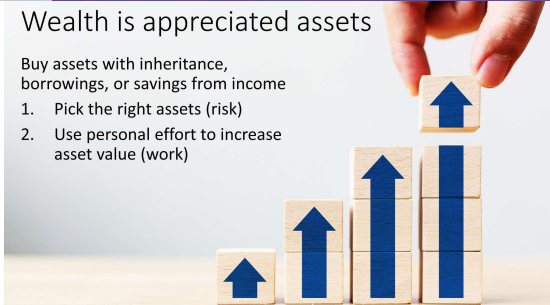 Wealth is appreciated assets
Buy assets with inheritance,
borrowings, or savings from income
1. Pick the right assets (risk)
2. Use personal effort to increase
asset value (work)